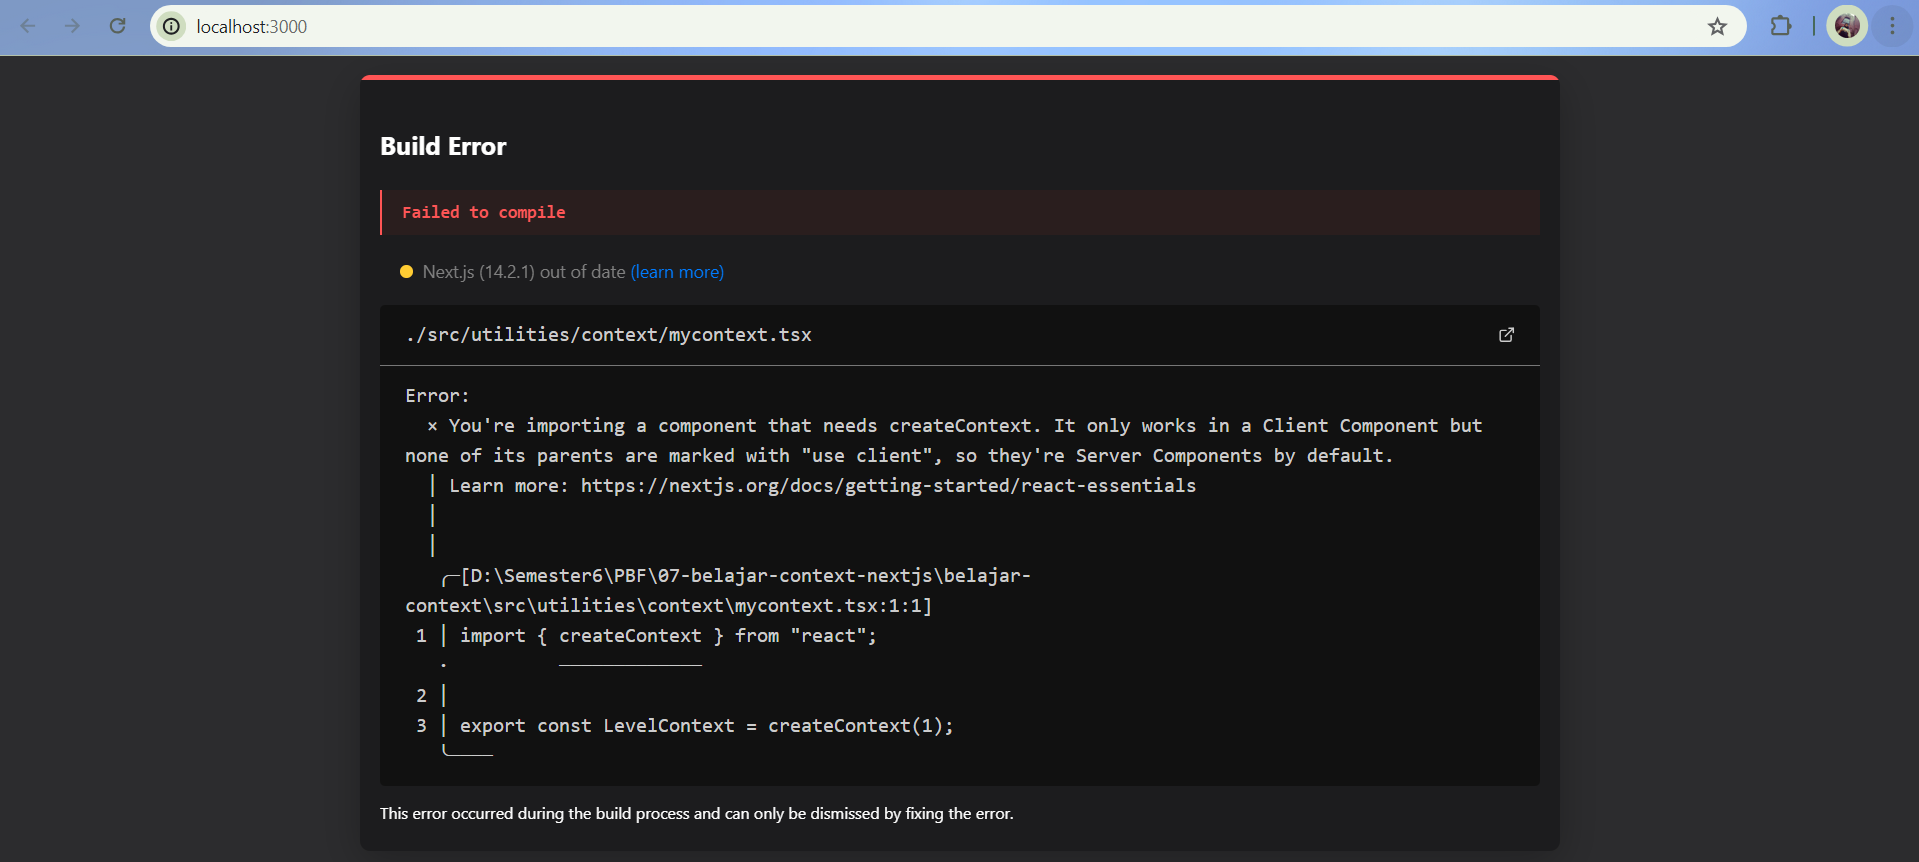 localhost:3000
Build Error
Failed to compile
Next.js (14.2.1) out of date (learn more)
./src/utilities/context/mycontext.tsx
Error:
× You're importing a component that needs createContext. It only works in a Client Component but
none of its parents are marked with "use client", so they're Server Components by default.
│ Learn more: https://nextjs.org/docs/getting-started/react-essentials
│
│
╭─[D:\Semester6\PBF\07-belajar-context-nextjs\belajar-
context\src\utilities\context\mycontext.tsx:1:1]
1 │ import { createContext } from "react";
· ─────────────
2 │
3 │ export const LevelContext = createContext(1);
╰────
This error occurred during the build process and can only be dismissed by fixing the error.